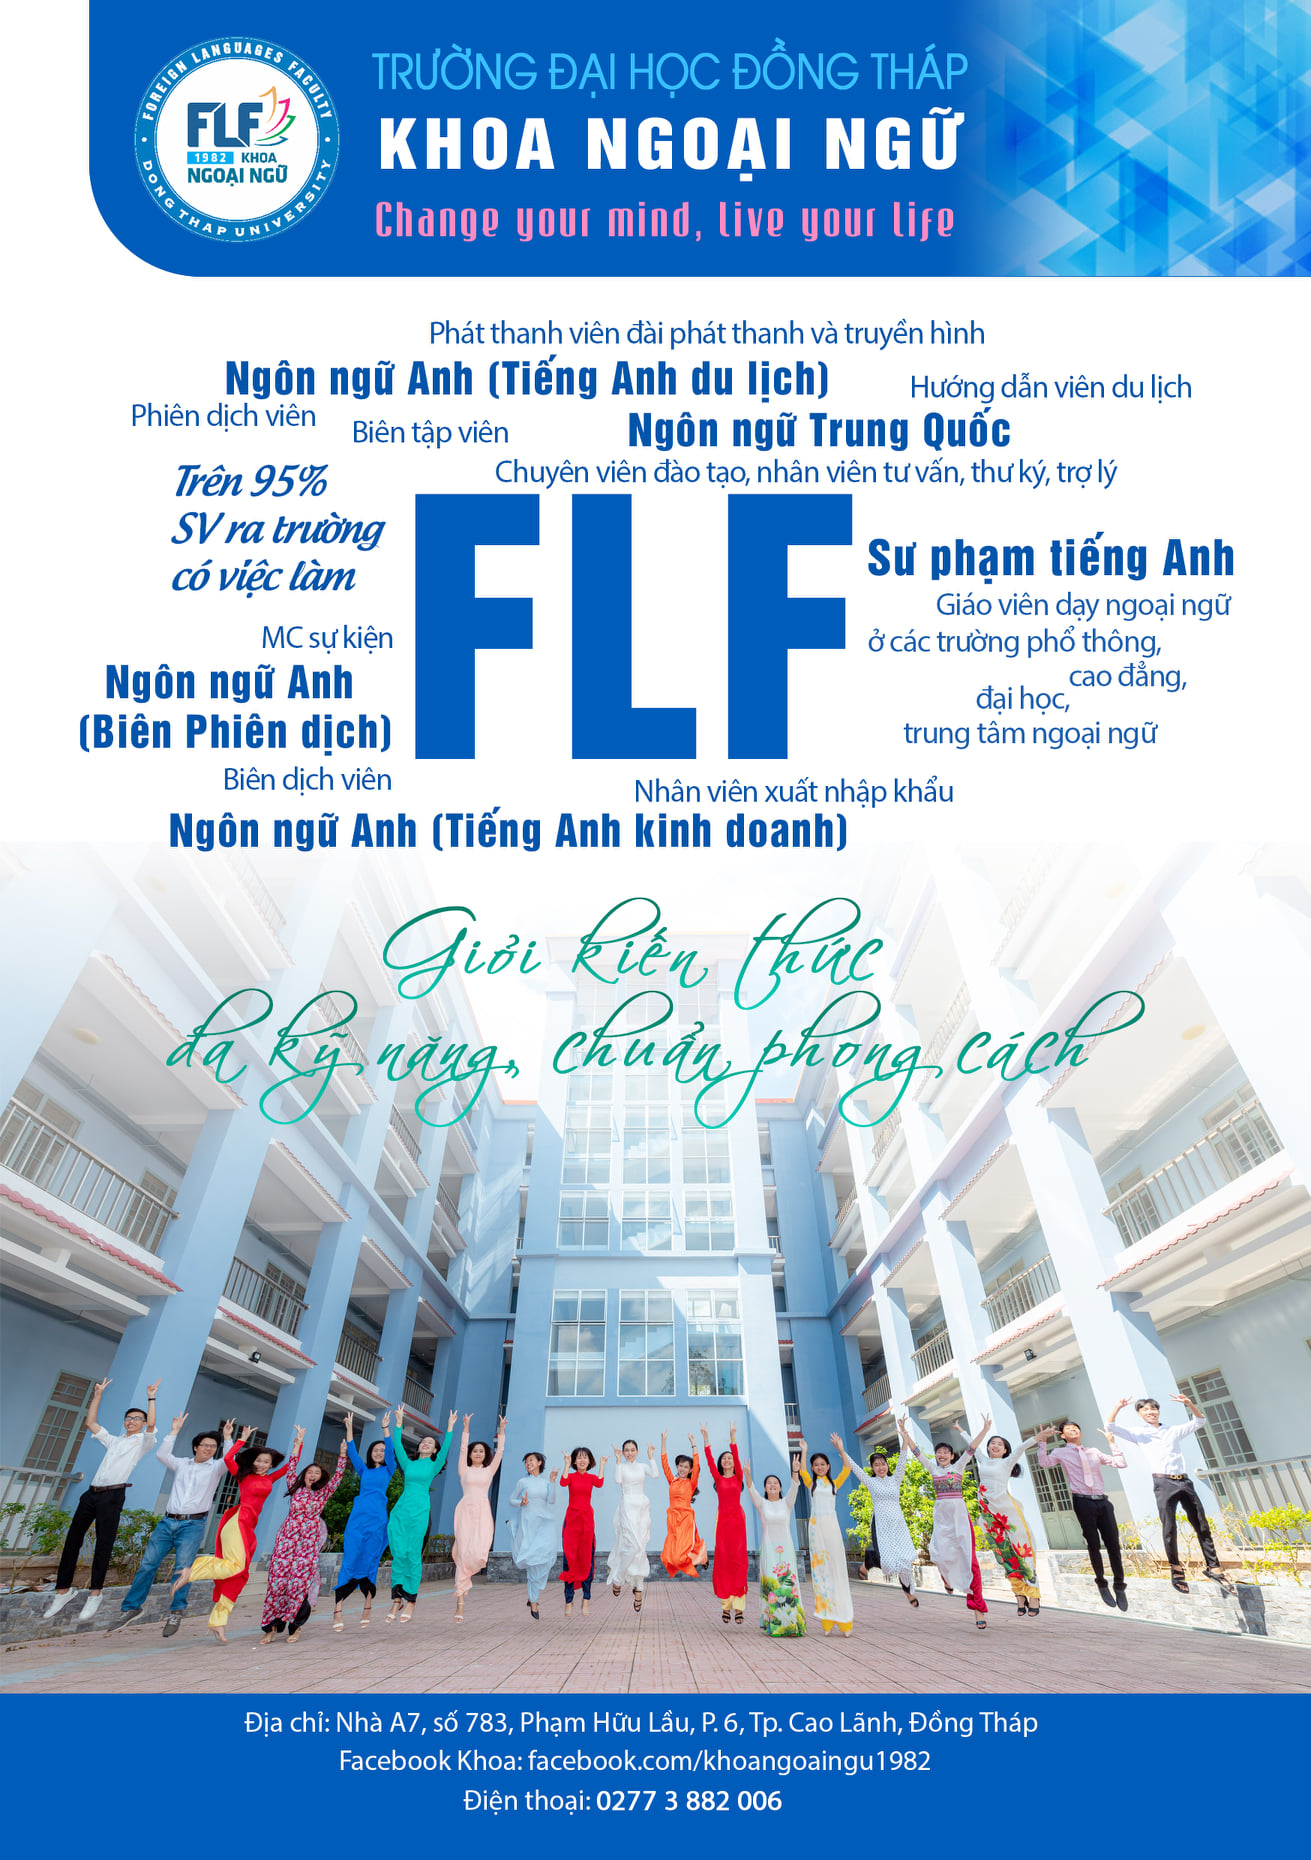 FOREIGN LANGUAGES FACULTY
FLF
1982 KHOA
NGOẠI NGỮ
DONG THAP UNIVERSITY
TRƯỜNG ĐẠI HỌC ĐỒNG THÁP
KHOA NGOẠI NGỮ
Change your mind, live your life
Phát thanh viên đài phát thanh và truyền hình
Ngôn ngữ Anh (Tiếng Anh du lịch)
Hướng dẫn viên du lịch
Phiên dịch viên
Biên tập viên
Ngôn ngữ Trung Quốc
Chuyên viên đào tạo, nhân viên tư vấn, thư ký, trợ lý
Trên 95%
SV ra trường
có việc làm
FLF
Sư phạm tiếng Anh
Giáo viên dạy ngoại ngữ
ở các trường phổ thông,
cao đẳng,
đại học,
trung tâm ngoại ngữ
MC sự kiện
Ngôn ngữ Anh
(Biên Phiên dịch)
Biên dịch viên
Nhân viên xuất nhập khẩu
Ngôn ngữ Anh (Tiếng Anh kinh doanh)
Giỏi kiến thức
đa kỹ năng, chuẩn phong cách
Địa chỉ: Nhà A7, số 783, Phạm Hữu Lầu, P. 6, Tp. Cao Lãnh, Đồng Tháp
Facebook Khoa: facebook.com/khoangoaingu1982
Điện thoại: 0277 3 882 006